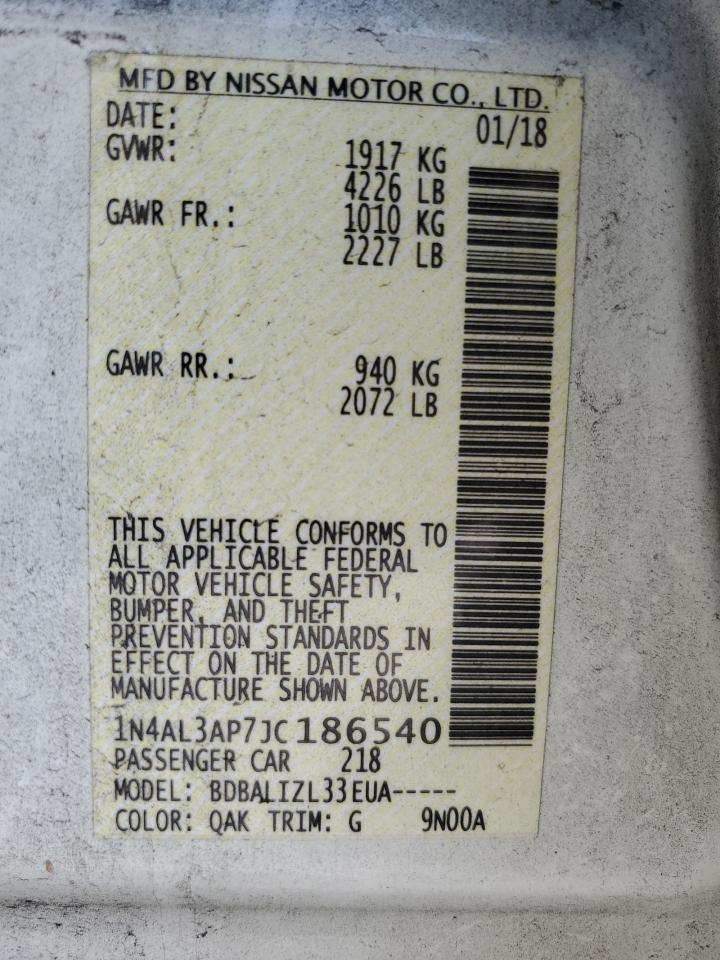 MFD BY NISSAN MOTOR CO., LTD.
DATE: 01/18
GVWR: 1917 KG
4226 LB
GAWR FR.: 1010 KG
2227 LB
GAWR RR.: 940 KG
2072 LB
THIS VEHICLE CONFORMS TO
ALL APPLICABLE FEDERAL
MOTOR VEHICLE SAFETY,
BUMPER, AND THEFT
PREVENTION STANDARDS IN
EFFECT ON THE DATE OF
MANUFACTURE SHOWN ABOVE.
1N4AL3AP7JC186540
PASSENGER CAR 218
MODEL: BDBALIZL33EUA-----
COLOR: QAK TRIM: G 9N00A